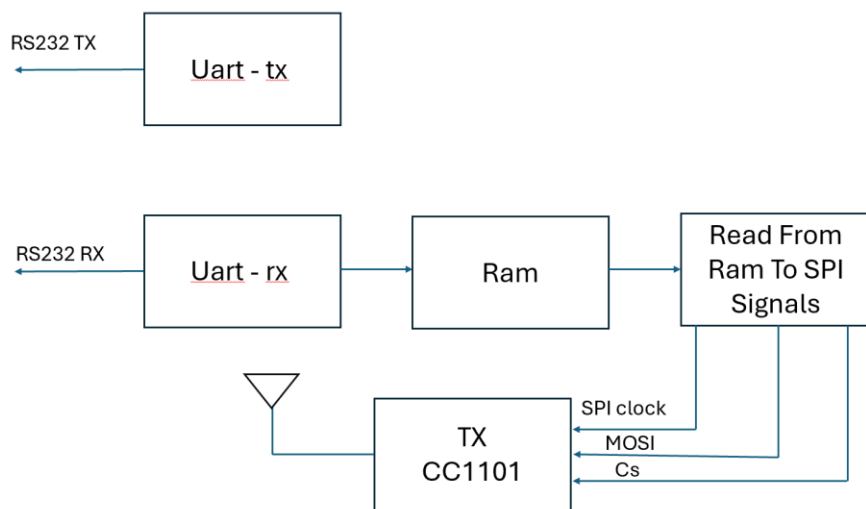 RS232 TX
Uart - tx
RS232 RX
Uart - rx
Ram
Read From
Ram To SPI
Signals
SPI clock
TX
CC1101
MOSI
Cs